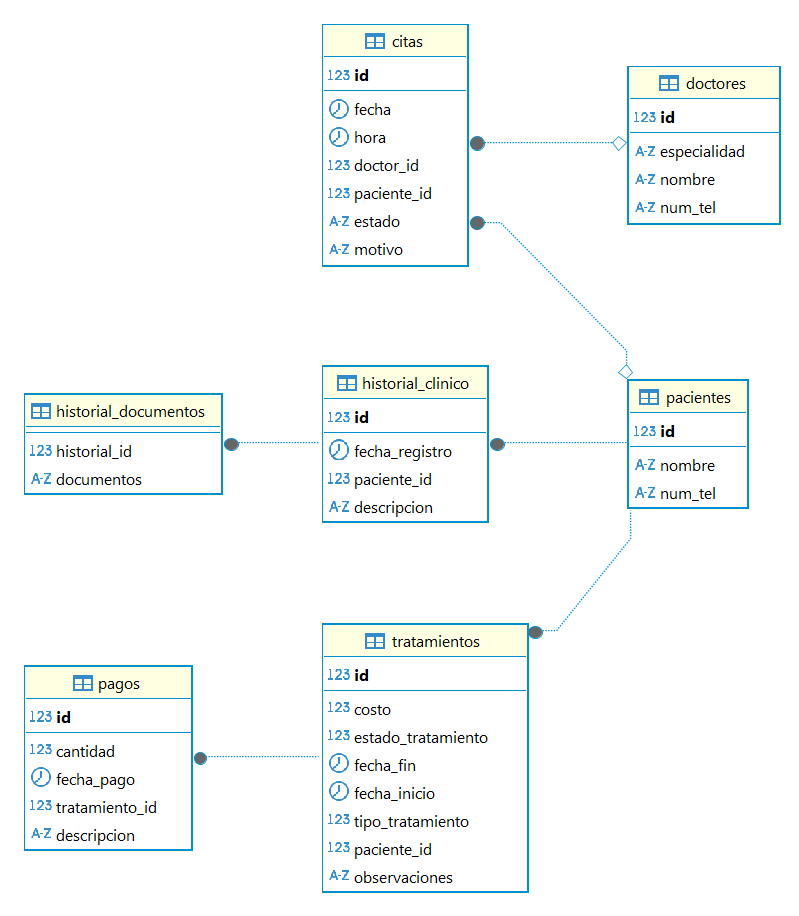 citas
123 id
fecha
hora
123 doctor_id
123 paciente_id
A-Z estado
A-Z motivo
doctores
123 id
A-Z especialidad
A-Z nombre
A-Z num_tel
historial_documentos
123 historial_id
A-Z documentos
historial_clinico
123 id
fecha_registro
123 paciente_id
A-Z descripcion
pacientes
123 id
A-Z nombre
A-Z num_tel
pagos
123 id
123 cantidad
fecha_pago
123 tratamiento_id
A-Z descripcion
tratamientos
123 id
123 costo
123 estado_tratamiento
fecha_fin
fecha_inicio
123 tipo_tratamiento
123 paciente_id
A-Z observaciones